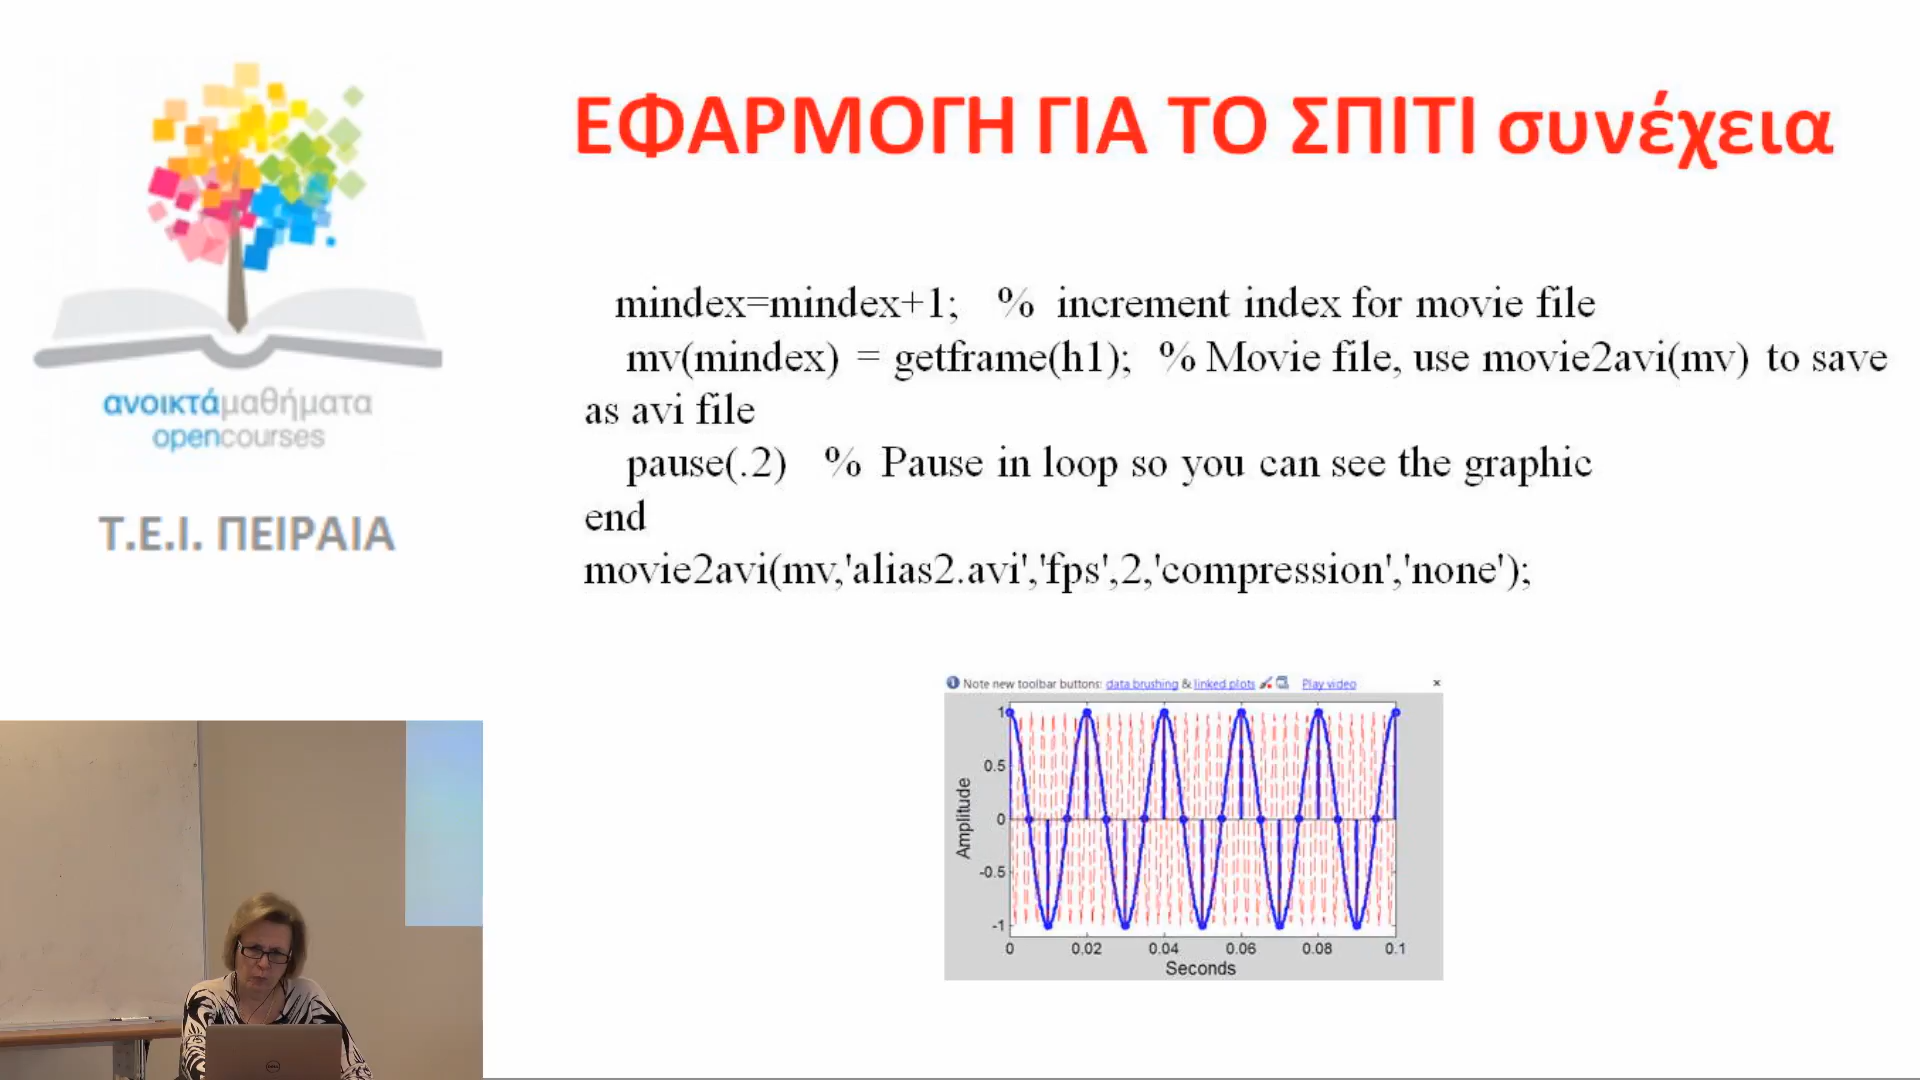 ΕΦΑΡΜΟΓΗ ΓΙΑ ΤΟ ΣΠΙΤΙ συνέχεια
mindex=mindex+1;   %  increment index for movie file
mv(mindex) = getframe(h1);  % Movie file, use movie2avi(mv) to save
as avi file
pause(.2)   %  Pause in loop so you can see the graphic
end
movie2avi(mv,'alias2.avi','fps',2,'compression','none');
ανοικτάμαθήματα
opencourses
Τ.Ε.Ι. ΠΕΙΡΑΙΑ
Note new toolbar buttons: data brushing & linked plots Play video
1
0.5
0
-0.5
-1
Amplitude
0 0.02 0.04 0.06 0.08 0.1
Seconds
DELL